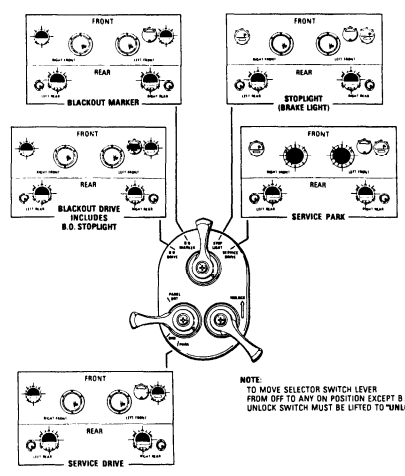 FRONT
RIGHT FRONT
LEFT FRONT
REAR
LEFT REAR
RIGHT REAR
BLACKOUT MARKER
FRONT
RIGHT FRONT
LEFT FRONT
REAR
LEFT REAR
RIGHT REAR
STOPLIGHT
(BRAKE LIGHT)
FRONT
RIGHT FRONT
LEFT FRONT
REAR
LEFT REAR
RIGHT REAR
BLACKOUT DRIVE
INCLUDES
B.O. STOPLIGHT
FRONT
RIGHT FRONT
LEFT FRONT
REAR
LEFT REAR
RIGHT REAR
SERVICE PARK
B.O.
MARKER
STOP
LIGHT
B.O.
DRIVE
SERVICE
DRIVE
PANEL
BRT
UNLOCK
DIM
PARK
FRONT
RIGHT FRONT
LEFT FRONT
REAR
LEFT REAR
RIGHT REAR
SERVICE DRIVE
NOTE:
TO MOVE SELECTOR SWITCH LEVER
FROM OFF TO ANY ON POSITION EXCEPT B
UNLOCK SWITCH MUST BE LIFTED TO "UNL